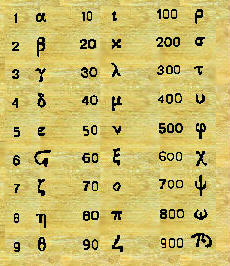 1 α 10 ι 100 ρ
2 β 20 κ 200 σ
3 γ 30 λ 300 τ
4 δ 40 μ 400 υ
5 e 50 ν 500 φ
6 ϛ 60 ξ 600 χ
7 ζ 70 ο 700 ψ
8 η 80 π 800 ω
9 θ 90 ϟ 900 ϡ